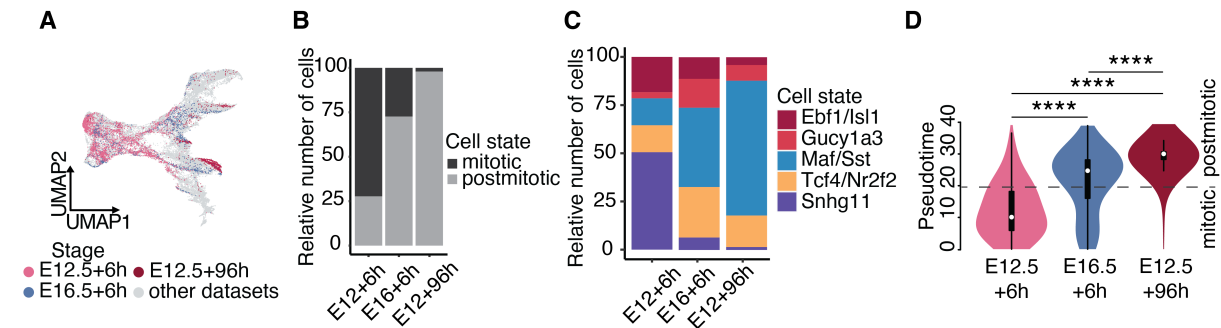 A
UMAP2
UMAP1
Stage
E12.5+6h
E12.5+96h
E16.5+6h
other datasets
B
Relative number of cells
100
75
50
25
0
E12+6h
E16+6h
E12+96h
Cell state
mitotic
postmitotic
C
Relative number of cells
100
75
50
25
0
E12+6h
E16+6h
E12+96h
Cell state
Ebf1/Isl1
Gucy1a3
Maf/Sst
Tcf4/Nr2f2
Snhg11
D
****
****
****
Pseudotime
40
30
20
10
0
mitotic
postmitotic
E12.5
+6h
E16.5
+6h
E12.5
+96h